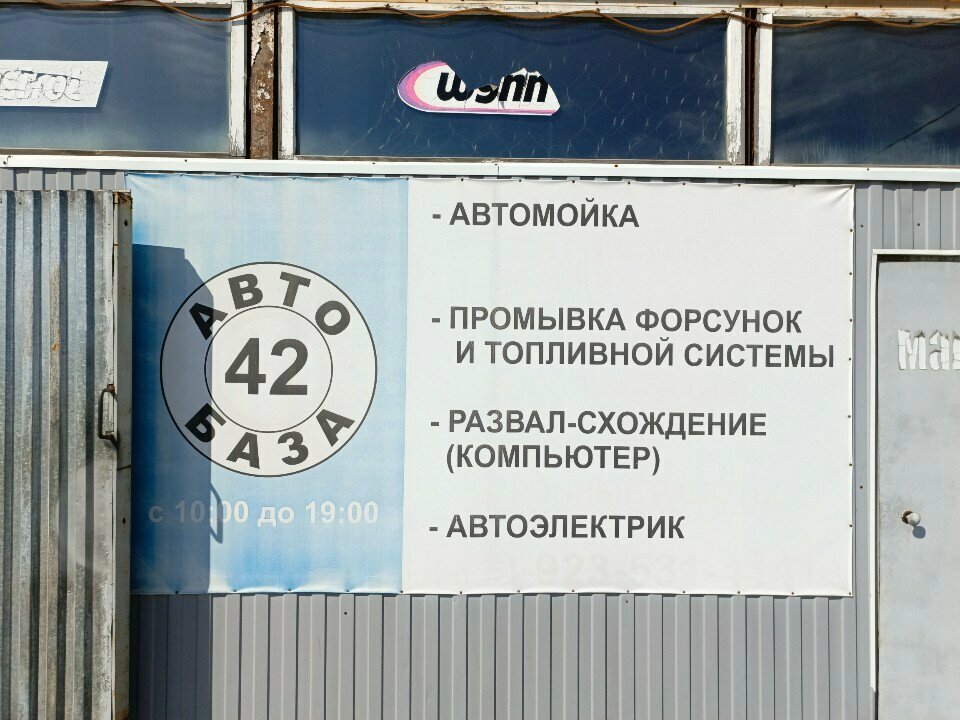 АВТО
42
БАЗА
с 10:00 до 19:00
- АВТОМОЙКА
- ПРОМЫВКА ФОРСУНОК
И ТОПЛИВНОЙ СИСТЕМЫ
- РАЗВАЛ-СХОЖДЕНИЕ
(КОМПЬЮТЕР)
- АВТОЭЛЕКТРИК